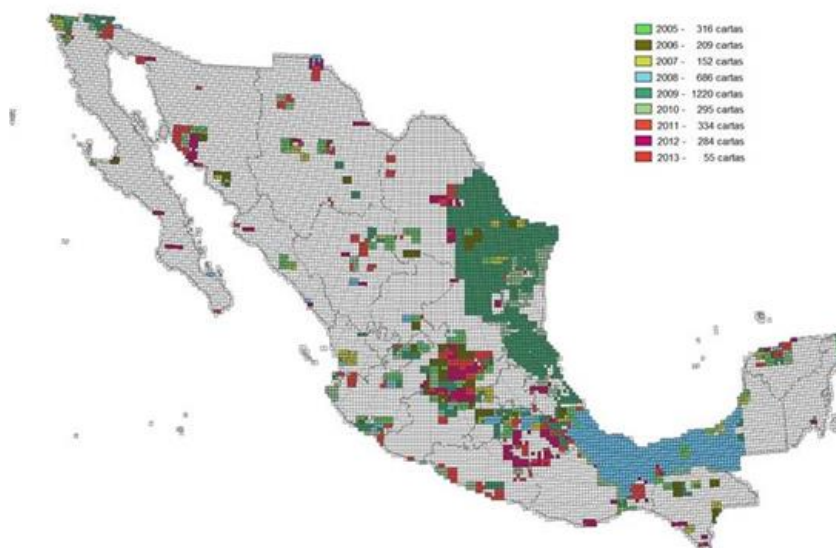 2005 - 316 cartas
2006 - 209 cartas
2007 - 152 cartas
2008 - 686 cartas
2009 - 1220 cartas
2010 - 295 cartas
2011 - 334 cartas
2012 - 284 cartas
2013 - 55 cartas